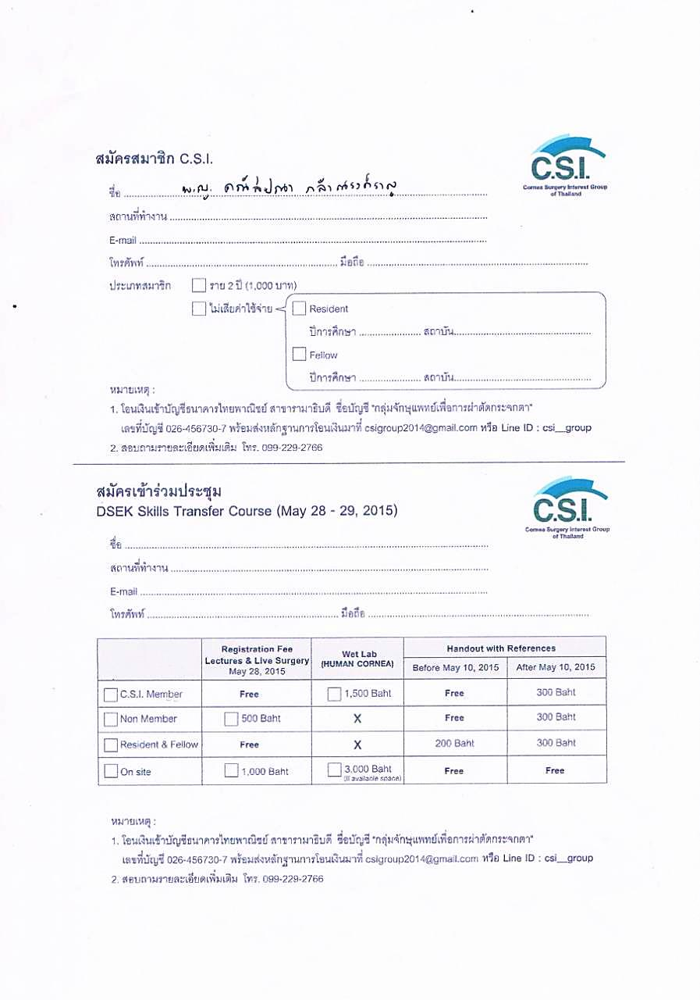 สมัครสมาชิก C.S.I.
C.S.I.
Cornea Surgery Interest Group
of Thailand
ชื่อ พ.ญ.
สถานที่ทำงาน
E-mail
โทรศัพท์ มือถือ
ประเภทสมาชิก ราย 2 ปี (1,000 บาท)
ไม่เสียค่าใช้จ่าย Resident
ปีการศึกษา สถาบัน
Fellow
ปีการศึกษา สถาบัน
หมายเหตุ :
1. โอนเงินเข้าบัญชีธนาคารไทยพาณิชย์ สาขารามาธิบดี ชื่อบัญชี "กลุ่มจักษุแพทย์เพื่อการผ่าตัดกระจกตา"
เลขที่บัญชี 026-456730-7 พร้อมส่งหลักฐานการโอนเงินมาที่ csigroup2014@gmail.com หรือ Line ID : csi__group
2. สอบถามรายละเอียดเพิ่มเติม โทร. 099-229-2766
สมัครเข้าร่วมประชุม
DSEK Skills Transfer Course (May 28 - 29, 2015)
C.S.I.
Cornea Surgery Interest Group
of Thailand
ชื่อ
สถานที่ทำงาน
E-mail
โทรศัพท์ มือถือ
Registration Fee
Lectures & Live Surgery
May 28, 2015
Wet Lab
(HUMAN CORNEA)
Handout with References
Before May 10, 2015 After May 10, 2015
C.S.I. Member Free 1,500 Baht Free 300 Baht
Non Member 500 Baht X Free 300 Baht
Resident & Fellow Free X 200 Baht 300 Baht
On site 1,000 Baht 3,000 Baht Free Free
(if available space)
หมายเหตุ :
1. โอนเงินเข้าบัญชีธนาคารไทยพาณิชย์ สาขารามาธิบดี ชื่อบัญชี "กลุ่มจักษุแพทย์เพื่อการผ่าตัดกระจกตา"
เลขที่บัญชี 026-456730-7 พร้อมส่งหลักฐานการโอนเงินมาที่ csigroup2014@gmail.com หรือ Line ID : csi__group
2. สอบถามรายละเอียดเพิ่มเติม โทร. 099-229-2766